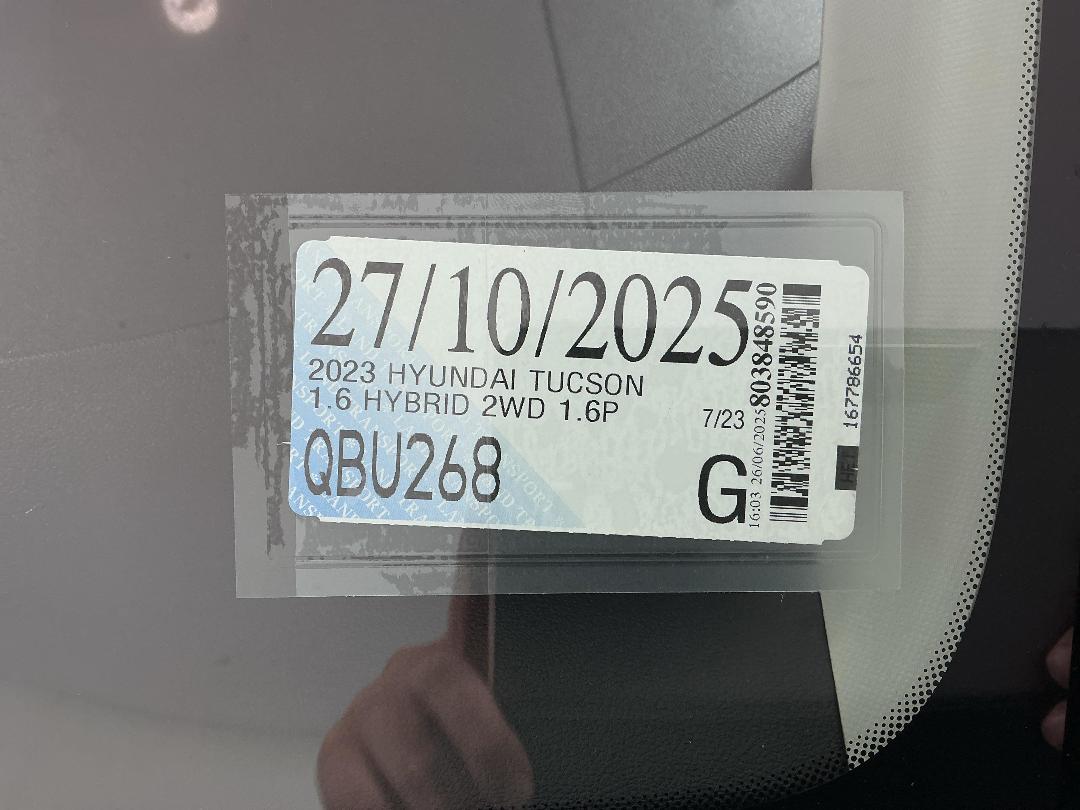 27/10/2025
2023 HYUNDAI TUCSON
1.6 HYBRID 2WD 1.6P
7/23
QBU268
G
16:03 26/06/2025 803848590
167786654